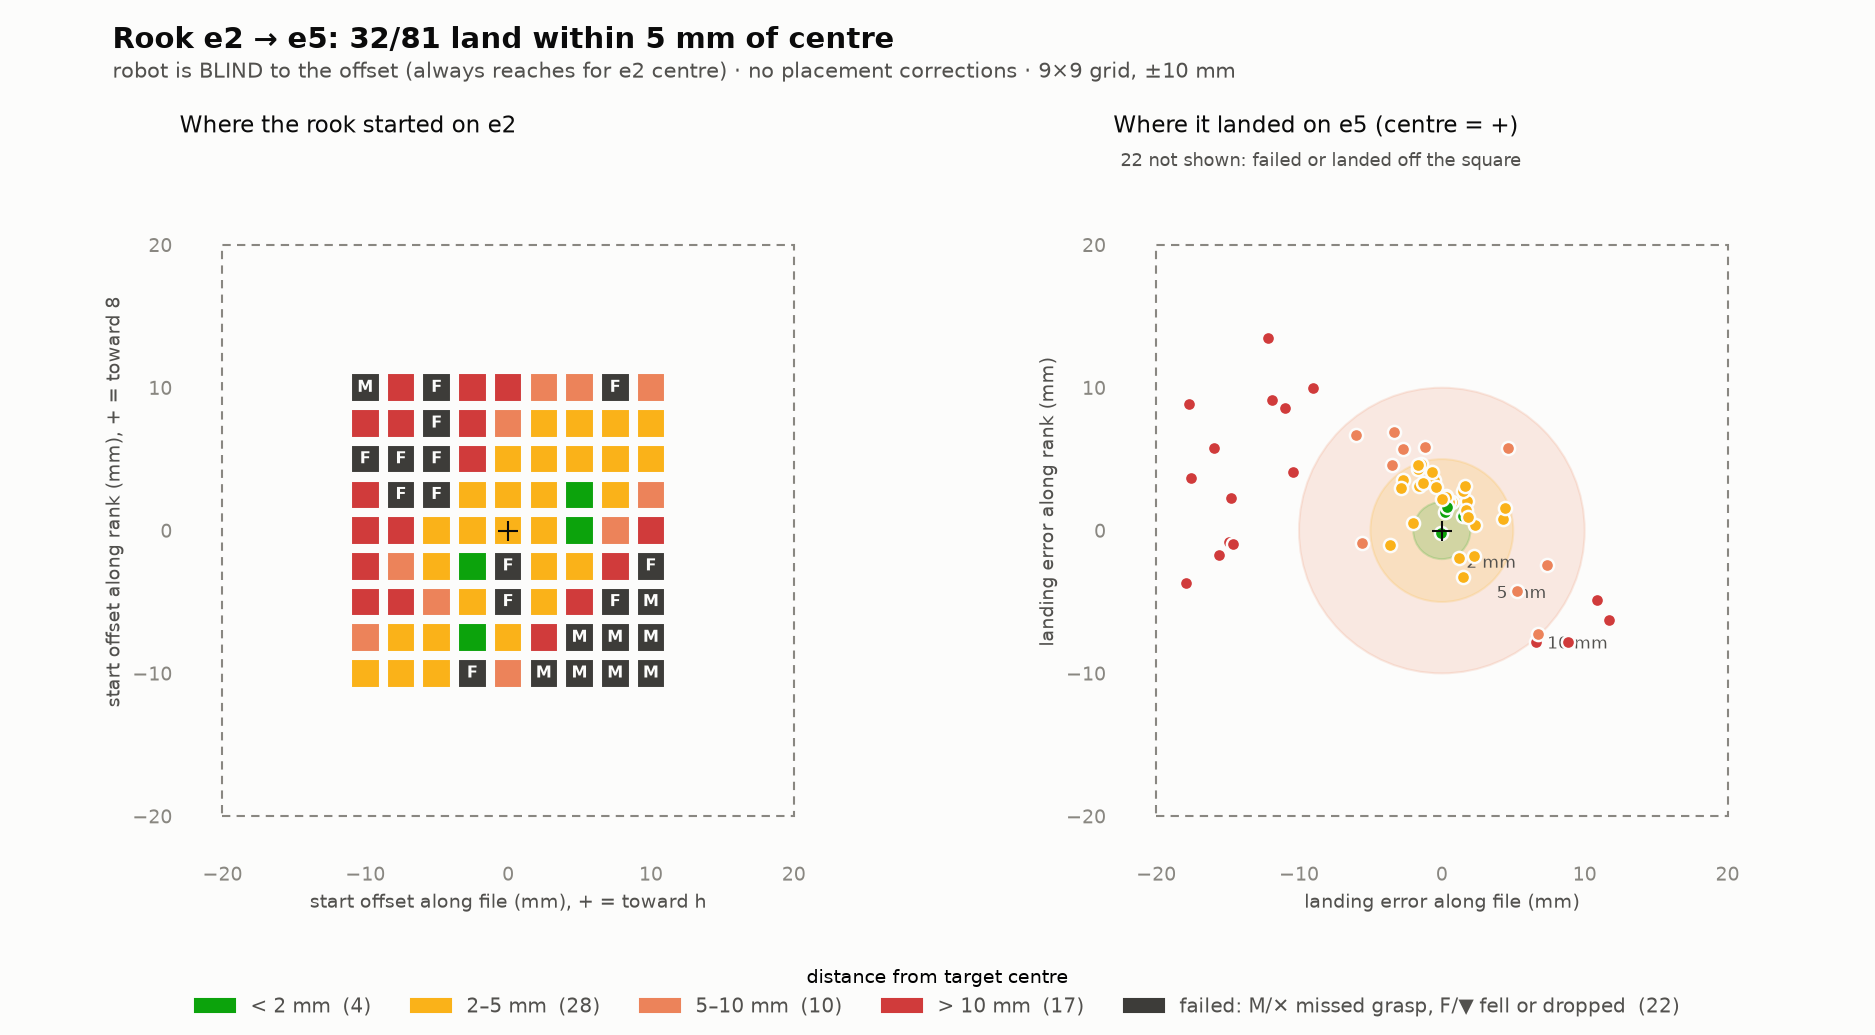 Rook e2 → e5: 32/81 land within 5 mm of centre
robot is BLIND to the offset (always reaches for e2 centre) · no placement corrections · 9×9 grid, ±10 mm
Where the rook started on e2
20
10
0
−10
−20
start offset along rank (mm), + = toward 8
M F F
F
F F F
F F
F F
F F M
F M M M
F M M M M
−20 −10 0 10 20
start offset along file (mm), + = toward h
Where it landed on e5 (centre = +)
22 not shown: failed or landed off the square
20
10
0
−10
−20
landing error along rank (mm)
2 mm
5 mm
10 mm
−20 −10 0 10 20
landing error along file (mm)
distance from target centre
< 2 mm (4) 2–5 mm (28) 5–10 mm (10) > 10 mm (17) failed: M/× missed grasp, F/▼ fell or dropped (22)